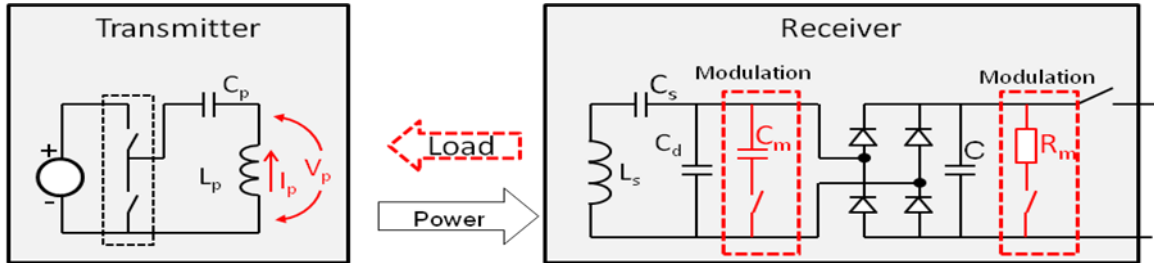 Transmitter
Cp
+
-
Lp
Ip
Vp
Load
Power
Receiver
Modulation
Modulation
Cs
Cd
Cm
Ls
C
Rm